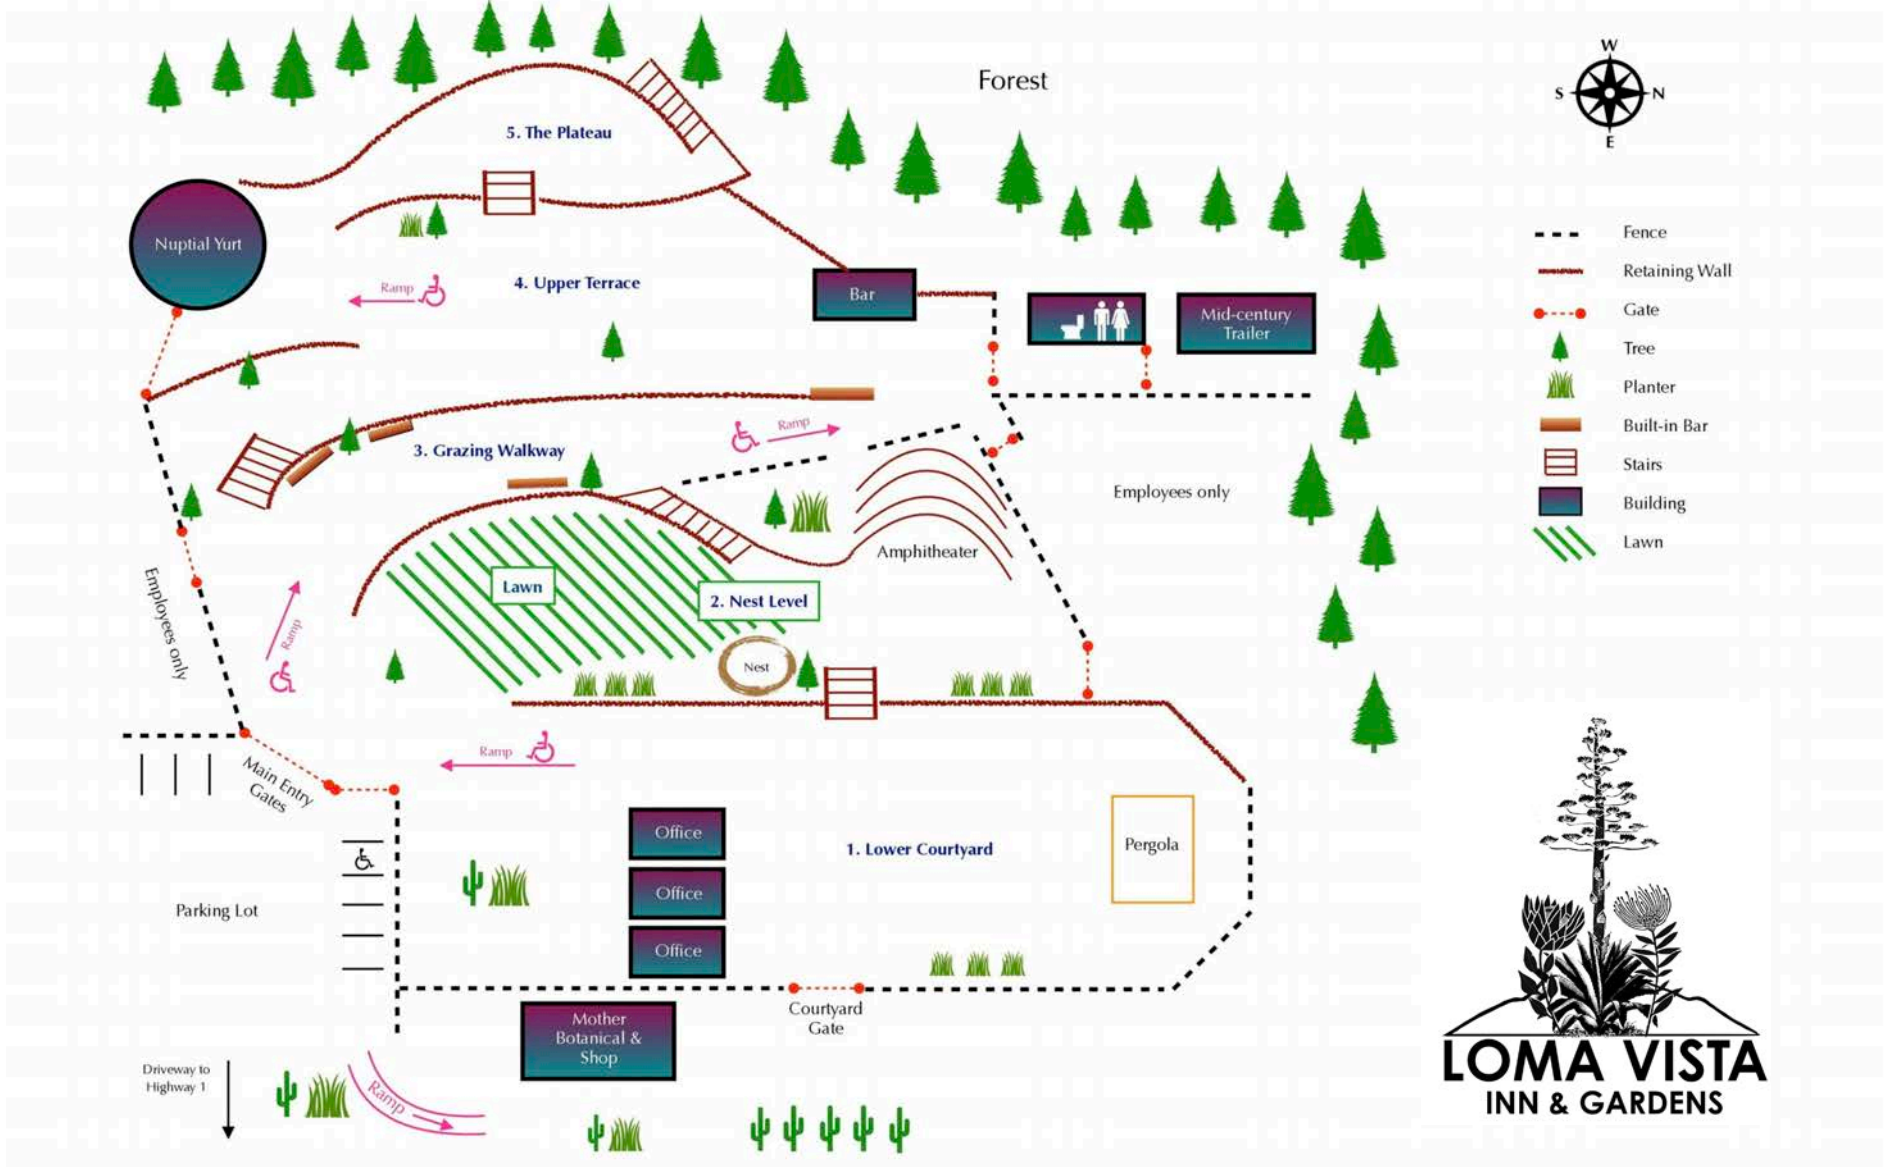 Forest
W
S
N
E
5. The Plateau
Nuptial Yurt
Ramp
4. Upper Terrace
Bar
Mid-century
Trailer
Fence
Retaining Wall
Gate
Tree
Planter
Built-in Bar
Stairs
Building
Lawn
Ramp
3. Grazing Walkway
Employees only
Amphitheater
Lawn
2. Nest Level
Nest
Employees only
Ramp
Ramp
Main Entry
Gates
Office
Office
Office
1. Lower Courtyard
Pergola
Parking Lot
Courtyard
Gate
Mother
Botanical &
Shop
Driveway to
Highway 1
Ramp
LOMA VISTA
INN & GARDENS